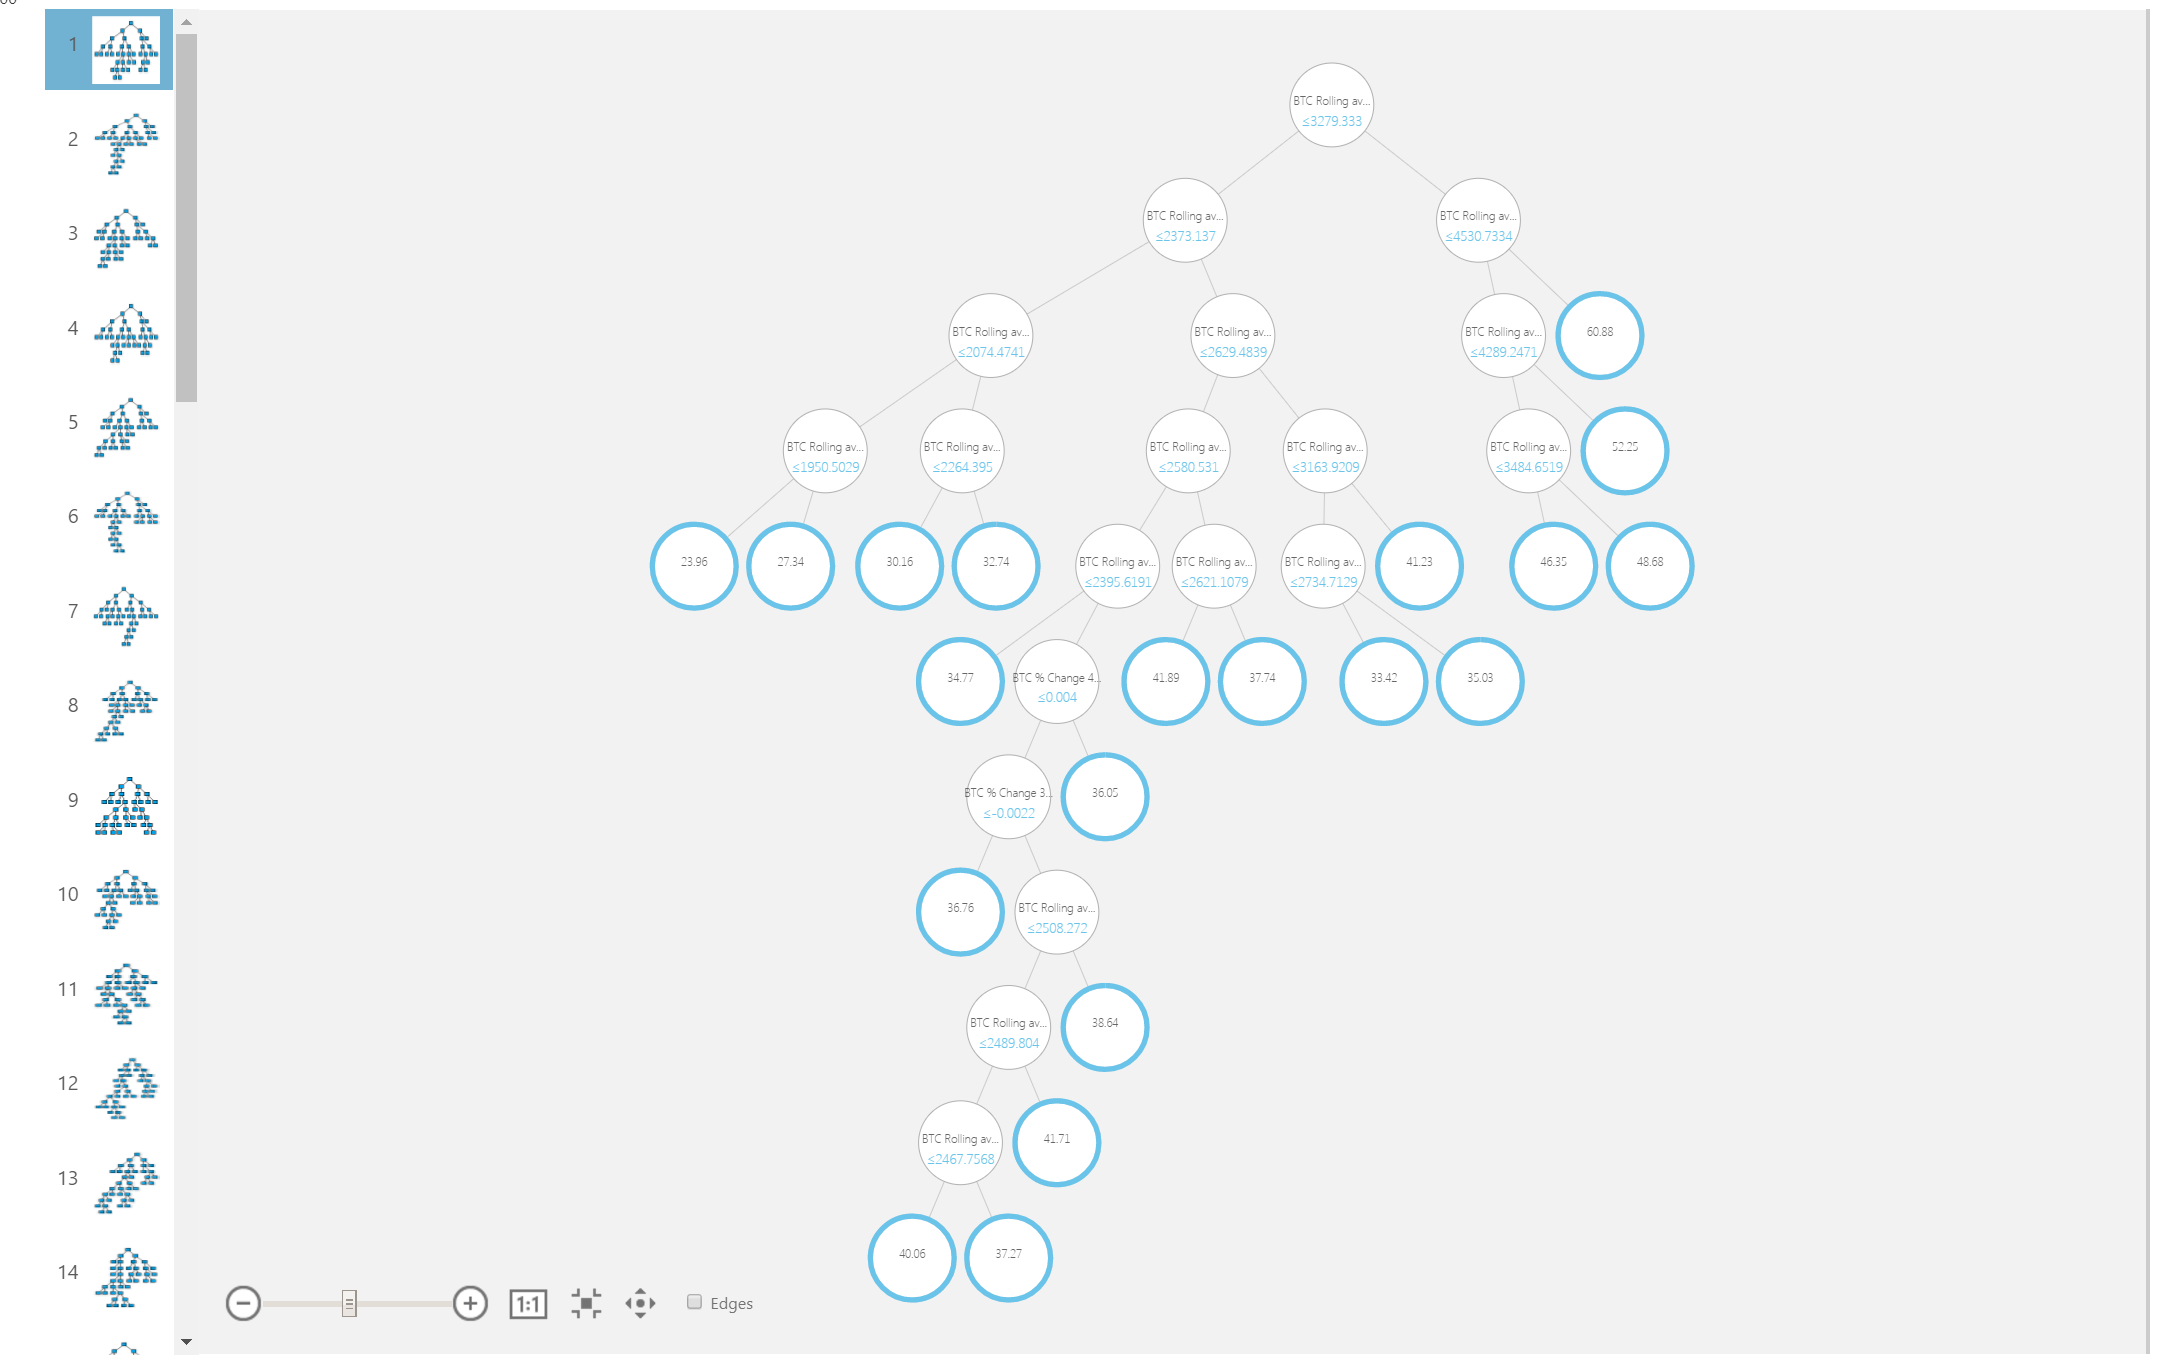 1
2
3
4
5
6
7
8
9
10
11
12
13
14
BTC Rolling av...
≤3279.333
BTC Rolling av...
≤2373.137
BTC Rolling av...
≤4530.7334
BTC Rolling av...
≤2074.4741
BTC Rolling av...
≤2629.4839
BTC Rolling av...
≤4289.2471
60.88
BTC Rolling av...
≤1950.5029
BTC Rolling av...
≤2264.395
BTC Rolling av...
≤2580.531
BTC Rolling av...
≤3163.9209
BTC Rolling av...
≤3484.6519
52.25
23.96
27.34
30.16
32.74
BTC Rolling av...
≤2395.6191
BTC Rolling av...
≤2621.1079
BTC Rolling av...
≤2734.7129
41.23
46.35
48.68
34.77
BTC % Change 4...
≤0.004
41.89
37.74
33.42
35.03
BTC % Change 3...
≤-0.0022
36.05
36.76
BTC Rolling av...
≤2508.272
BTC Rolling av...
≤2489.804
38.64
BTC Rolling av...
≤2467.7568
41.71
40.06
37.27
1:1
Edges